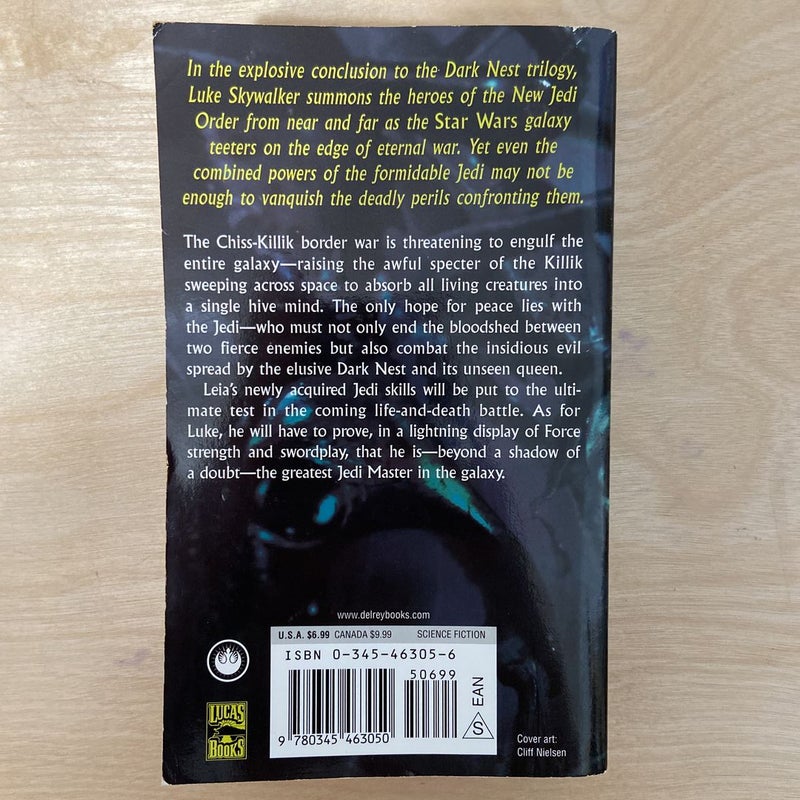 In the explosive conclusion to the Dark Nest trilogy,
Luke Skywalker summons the heroes of the New Jedi
Order from near and far as the Star Wars galaxy
teeters on the edge of eternal war. Yet even the
combined powers of the formidable Jedi may not be
enough to vanquish the deadly perils confronting them.
The Chiss-Killik border war is threatening to engulf the
entire galaxy—raising the awful specter of the Killik
sweeping across space to absorb all living creatures into
a single hive mind. The only hope for peace lies with
the Jedi—who must not only end the bloodshed between
two fierce enemies but also combat the insidious evil
spread by the elusive Dark Nest and its unseen queen.
Leia's newly acquired Jedi skills will be put to the ulti-
mate test in the coming life-and-death battle. As for
Luke, he will have to prove, in a lightning display of Force
strength and swordplay, that he is—beyond a shadow of
a doubt—the greatest Jedi Master in the galaxy.
www.delreybooks.com
U.S.A. $6.99 CANADA $9.99 SCIENCE FICTION
ISBN 0-345-46305-6
50699
9 780345 463050
EAN
S
LUCAS
BOOKS
Cover art:
Cliff Nielsen